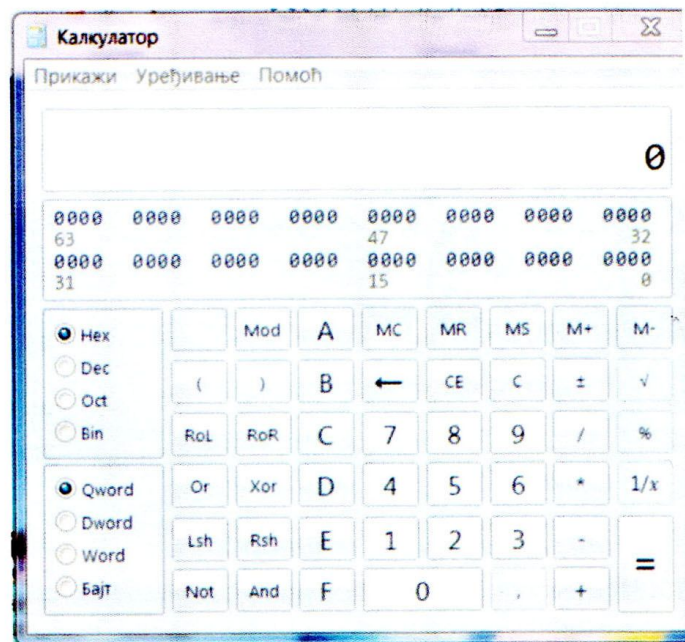 Калкулатор
Прикажи Уређивање Помоћ
0
0000 0000 0000 0000 0000 0000 0000 0000
63 47 32
0000 0000 0000 0000 0000 0000 0000 0000
31 15 0
Hex Mod A MC MR MS M+ M-
Dec ( ) B ← CE C ± √
Oct
Bin RoL RoR C 7 8 9 / %
Qword Or Xor D 4 5 6 * 1/x
Dword
Word Lsh Rsh E 1 2 3 - =
Бајт Not And F 0 , +